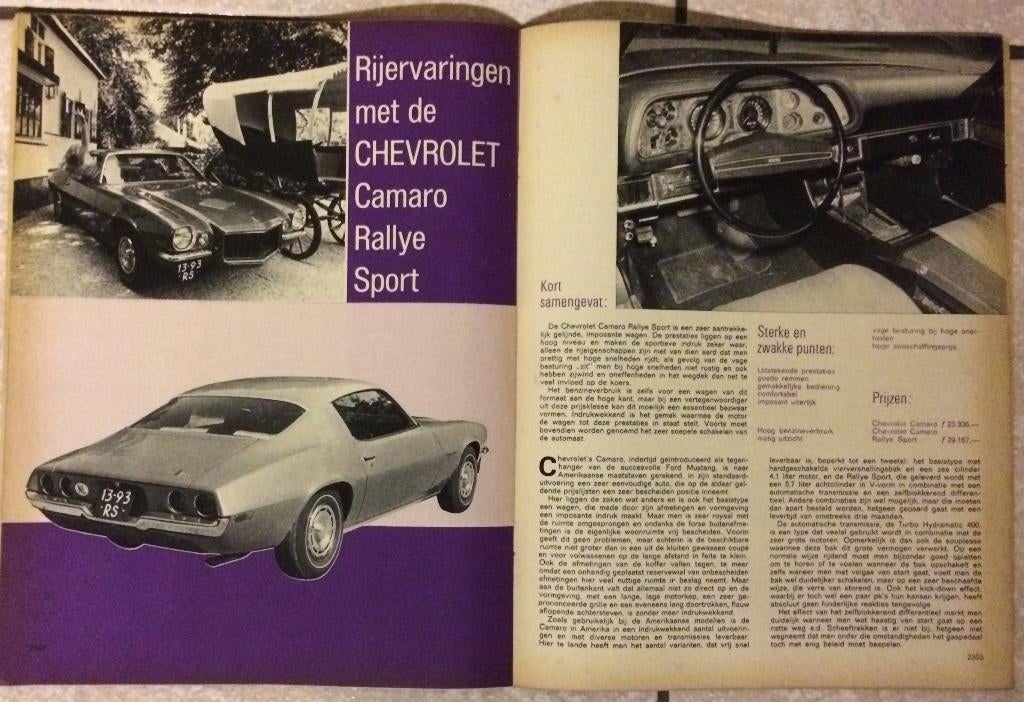 Rijervaringen
met de
CHEVROLET
Camaro
Rallye
Sport
13-93
RS
13-93
RS
2302
Kort
samengevat:
De Chevrolet Camaro Rallye Sport is een zeer aantrekke-
lijk gelijnde, imposante wagen. De prestaties liggen op een
hoog niveau en maken de sportieve indruk zeker waar,
alleen de rijeigenschappen zijn niet van dien aard dat men
prettig met hoge snelheden rijdt; als gevolg van de vage
besturing „zit" men bij hoge snelheden niet rustig en ook
hebben zijwind en oneffenheden in het wegdek dan net te
veel invloed op de koers.
Het benzineverbruik is zelfs voor een wagen van dit
formaat aan de hoge kant, maar bij een vertegenwoordiger
uit deze prijsklasse kan dit moeilijk een essentieel bezwaar
vormen. Indrukwekkend is het gemak waarmee de motor
de wagen tot deze prestaties in staat stelt. Voorts moet
bovendien worden genoemd het zeer soepele schakelen van
de automaat.
Sterke en
zwakke punten:
Uitstekende prestaties
goede remmen
gemakkelijke bediening
comfortabel
imposant uiterlijk
Hoog benzineverbruik
matig uitzicht
vage besturing bij hoge snel-
heden
hoge aanschaffingsprijs
Prijzen:
Chevrolet Camaro f 23.336,—
Chevrolet Camaro
Rallye Sport f 29.167,—
Chevrolet's Camaro, indertijd geïntroduceerd als tegen-
hanger van de succesvolle Ford Mustang, is naar
Amerikaanse maatstaven gerekend, in zijn standaard-
uitvoering een zeer eenvoudige auto, die op de aldaar gel-
dende prijslijsten een zeer bescheiden positie inneemt.
Hier liggen de zaken wat anders en is ook het basistype
een wagen, die mede door zijn afmetingen en vormgeving
een imposante indruk maakt. Maar men is zeer royaal met
de ruimte omgesprongen en ondanks de forse buitenafme-
tingen is de eigenlijke woonruimte vrij bescheiden. Voorin
geeft dit geen problemen, maar achterin is de beschikbare
ruimte niet groter dan in een uit de kluiten gewassen coupé
en voor volwassenen op de lange afstand in feite te klein.
Ook de afmetingen van de koffer vallen tegen, te meer
omdat een onhandig geplaatst reservewiel van onbescheiden
afmetingen hier veel nuttige ruimte in beslag neemt. Maar
aan de buitenkant valt dat allemaal niet zo direct op en de
vormgeving, met een lange, lage motorkap, een zeer ge-
prononceerde grille en een eveneens lang doortrokken, flauw
aflopende achtersteven, is zonder meer indrukwekkend.
Zoals gebruikelijk bij de Amerikaanse modellen is de
Camaro in Amerika in een indrukwekkend aantal uitvoerin-
gen en met diverse motoren en transmissies leverbaar.
Hier te lande heeft men het aantal varianten, dat vrij snel
leverbaar is, beperkt tot een tweetal: het basistype met
handgeschakelde vierversnellingsbak en een zes cilinder
4,1 liter motor, en de Rallye Sport, die geleverd wordt met
een 5,7 liter achtcilinder in V-vorm in combinatie met een
automatische transmissie en een zelfblokkerend differen-
tieel. Andere combinaties zijn wel mogelijk, maar die moeten
dan apart besteld worden, hetgeen gepaard gaat met een
levertijd van omstreeks drie maanden.
De automatische transmissie, de Turbo Hydramatic 400,
is een type dat veelal gebruikt wordt in combinatie met de
zeer grote motoren. Opmerkelijk is dan ook de souplesse
waarmee deze bak dit grote vermogen verwerkt. Op een
normale wijze rijdend moet men bijzonder goed opletten
om te horen of te voelen wanneer de bak opschakelt en
zelfs waneer men met volgas van start gaat, voelt men de
bak wel duidelijker schakelen, maar op een zeer beschaafde
wijze, die verre van storend is. Ook het kick-down effect,
waarbij er toch wel een paar pk's hun kansen krijgen, heeft
absoluut geen hinderlijke reakties tengevolge.
Het effect van het zelfblokkerend differentieel markt men
duidelijk wanneer men wat haastig van start gaat op een
natte weg e.d. Scheeftrekken is er niet bij, hetgeen niet
wegneemt dat men onder die omstandigheden het gaspedaal
toch met enig beleid moet bespelen.
2303